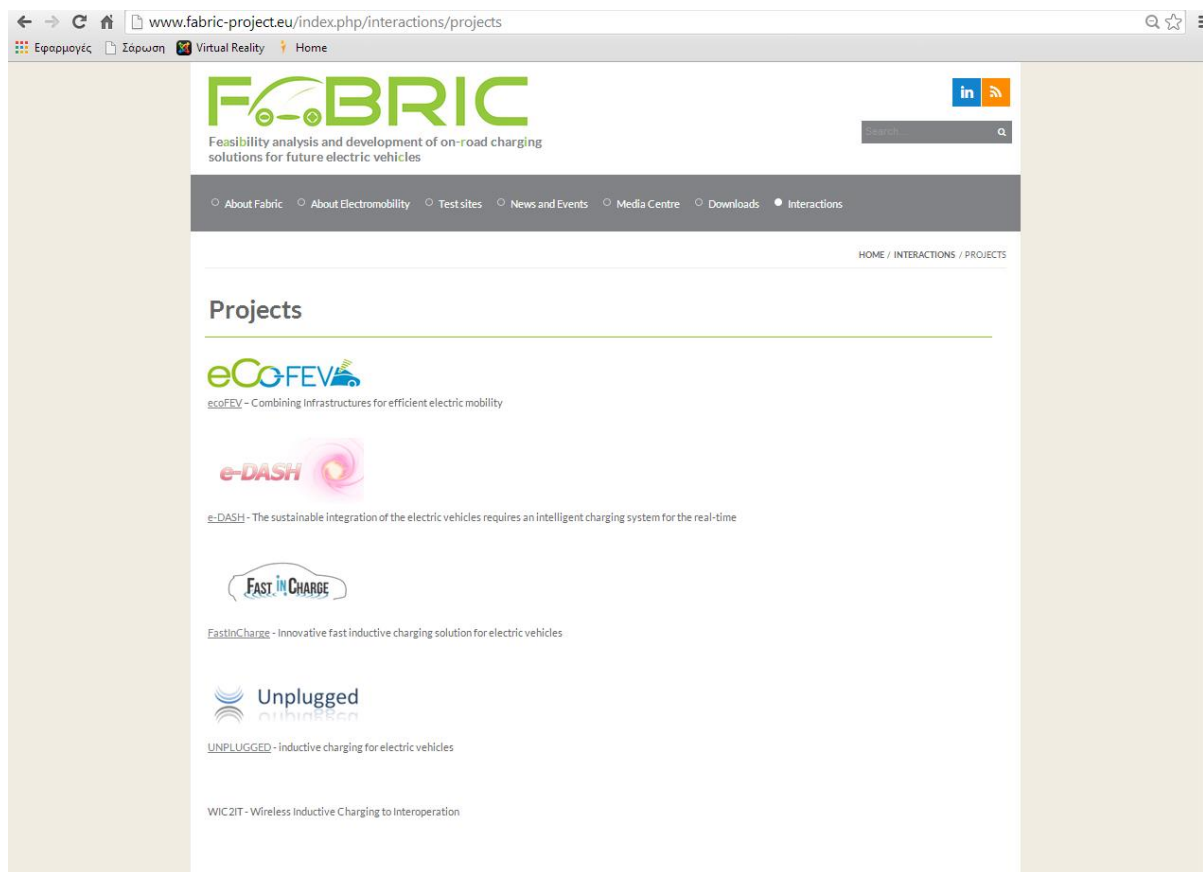 www.fabric-project.eu/index.php/interactions/projects
Εφαρμογές Σάρωση Virtual Reality Home
FABRIC
Feasibility analysis and development of on-road charging
solutions for future electric vehicles
in
Search...
About Fabric About Electromobility Test sites News and Events Media Centre Downloads Interactions
HOME / INTERACTIONS / PROJECTS
Projects
eCoFEV
ecoFEV – Combining Infrastructures for efficient electric mobility
e-DASH
e-DASH - The sustainable integration of the electric vehicles requires an intelligent charging system for the real-time
FAST IN CHARGE
FastInCharge - Innovative fast inductive charging solution for electric vehicles
Unplugged
UNPLUGGED - inductive charging for electric vehicles
WIC2IT - Wireless Inductive Charging to Interoperation